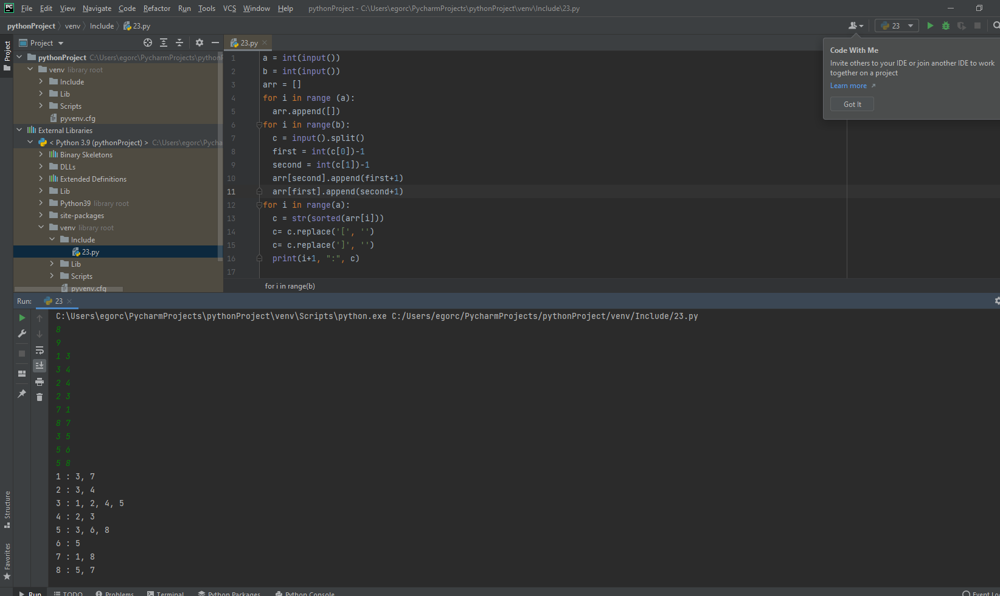 PC File Edit View Navigate Code Refactor Run Tools VCS Window Help pythonProject - C:\Users\egorc\PycharmProjects\pythonProject\venv\Include\23.py
pythonProject venv Include 23.py 23
Project
Project
23.py
pythonProject C:\Users\egorc\PycharmProjects\python
venv library root
Include
Lib
Scripts
pyvenv.cfg
External Libraries
< Python 3.9 (pythonProject) > C:\Users\egorc\Pycha
Binary Skeletons
DLLs
Extended Definitions
Lib
Python39 library root
site-packages
venv library root
Include
23.py
Lib
Scripts
pyvenv.cfg
1 a = int(input())
2 b = int(input())
3 arr = []
4 for i in range (a):
5   arr.append([])
6 for i in range(b):
7   c = input().split()
8   first = int(c[0])-1
9   second = int(c[1])-1
10   arr[second].append(first+1)
11   arr[first].append(second+1)
12 for i in range(a):
13   c = str(sorted(arr[i]))
14   c= c.replace('[', '')
15   c= c.replace(']', '')
16   print(i+1, ":", c)
17
for i in range(b)
Code With Me
Invite others to your IDE or join another IDE to work
together on a project
Learn more
Got It
Run: 23
C:\Users\egorc\PycharmProjects\pythonProject\venv\Scripts\python.exe C:/Users/egorc/PycharmProjects/pythonProject/venv/Include/23.py
8
9
1 3
3 4
2 4
2 3
7 1
8 7
3 5
5 6
5 8
1 : 3, 7
2 : 3, 4
3 : 1, 2, 4, 5
4 : 2, 3
5 : 3, 6, 8
6 : 5
7 : 1, 8
8 : 5, 7
Structure
Favorites
Run TODO Problems Terminal Python Packages Python Console Event Lo